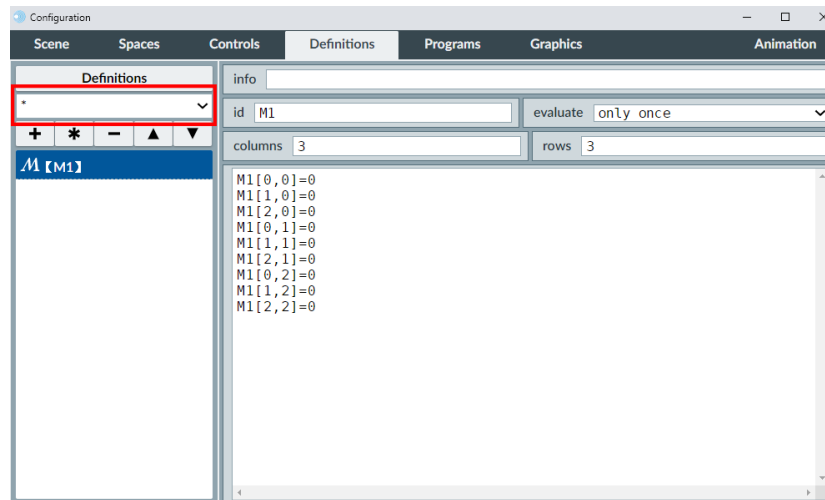 Configuration
Scene Spaces Controls Definitions Programs Graphics Animation
Definitions
*
+ * − ▲ ▼
M【M1】
info
id M1
evaluate only once
columns 3
rows 3
M1[0,0]=0
M1[1,0]=0
M1[2,0]=0
M1[0,1]=0
M1[1,1]=0
M1[2,1]=0
M1[0,2]=0
M1[1,2]=0
M1[2,2]=0